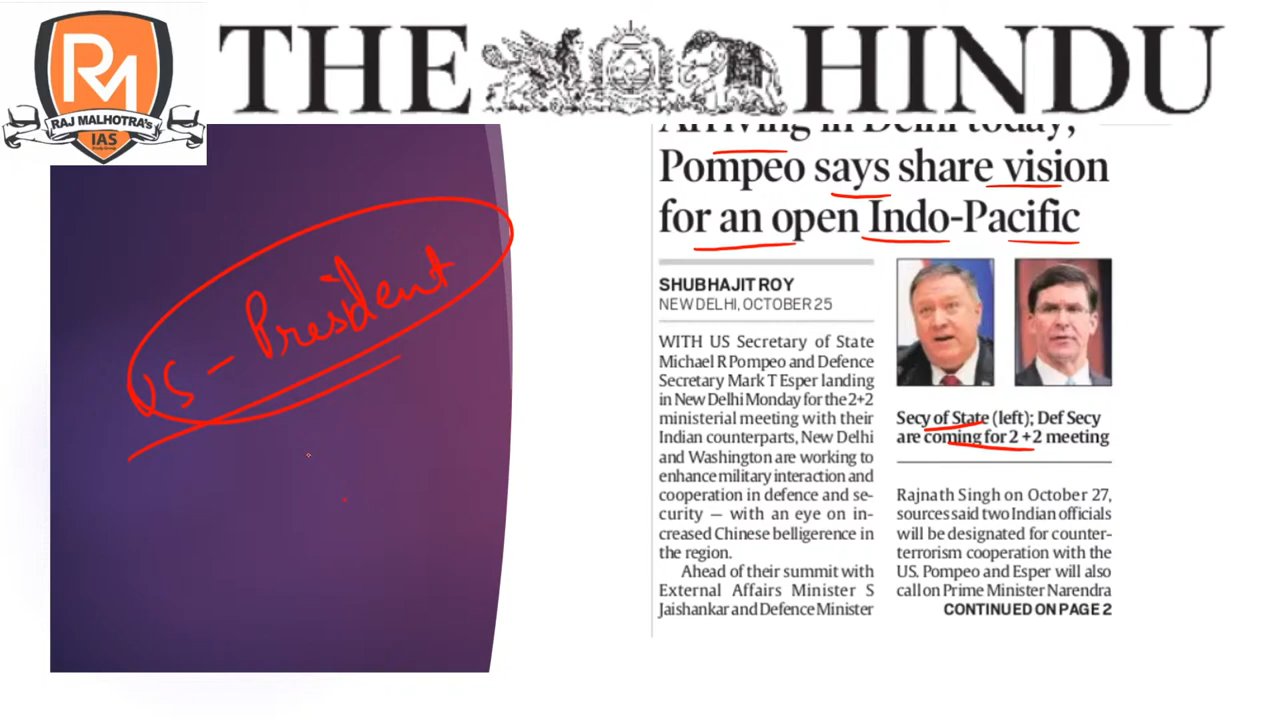 RM
RAJ MALHOTRA'S
IAS
THE HINDU
US - President
Arriving in Delhi today,
Pompeo says share vision
for an open Indo-Pacific
SHUBHAJIT ROY
NEW DELHI, OCTOBER 25
WITH US Secretary of State
Michael R Pompeo and Defence
Secretary Mark T Esper landing
in New Delhi Monday for the 2+2
ministerial meeting with their
Indian counterparts, New Delhi
and Washington are working to
enhance military interaction and
cooperation in defence and se-
curity — with an eye on in-
creased Chinese belligerence in
the region.
Ahead of their summit with
External Affairs Minister S
Jaishankar and Defence Minister
Secy of State (left); Def Secy
are coming for 2 +2 meeting
Rajnath Singh on October 27,
sources said two Indian officials
will be designated for counter-
terrorism cooperation with the
US. Pompeo and Esper will also
call on Prime Minister Narendra
CONTINUED ON PAGE 2